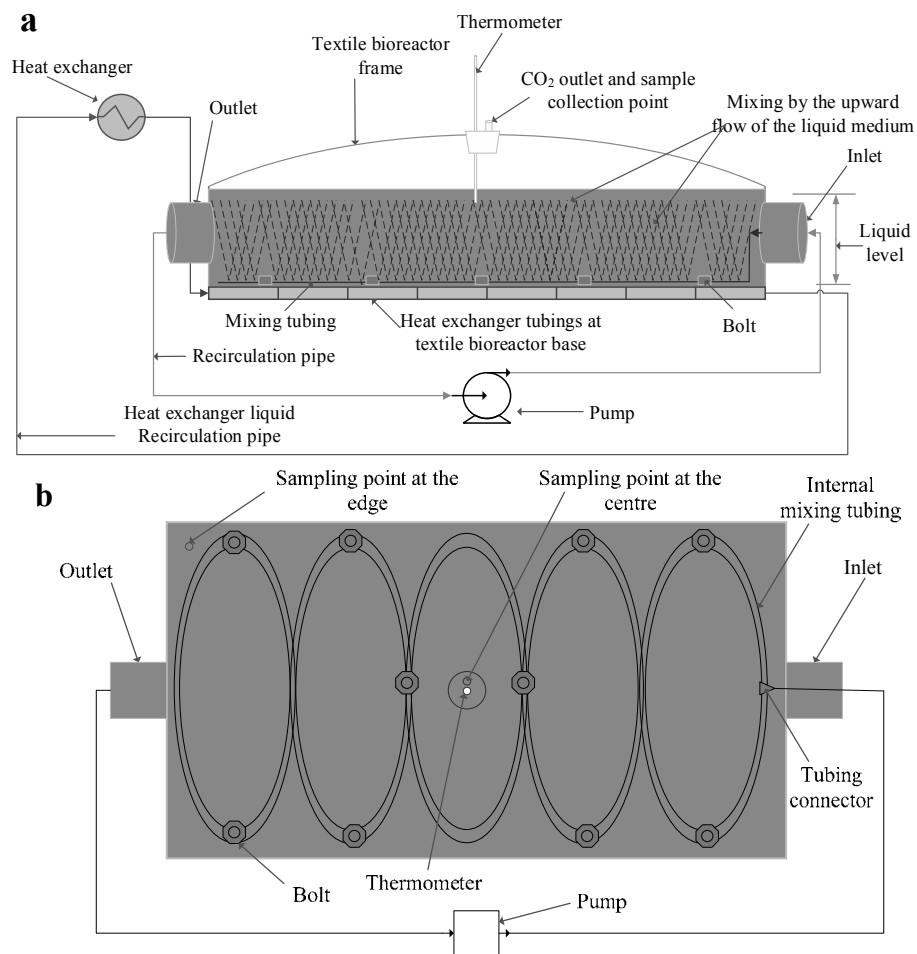 a
Thermometer
Textile bioreactor
frame
Heat exchanger
CO₂ outlet and sample
collection point
Outlet
Mixing by the upward
flow of the liquid medium
Inlet
Liquid
level
Mixing tubing
Heat exchanger tubings at
textile bioreactor base
Bolt
Recirculation pipe
Heat exchanger liquid
Recirculation pipe
Pump
b
Sampling point at the
edge
Sampling point at the
centre
Internal
mixing tubing
Outlet
Inlet
Tubing
connector
Bolt
Thermometer
Pump